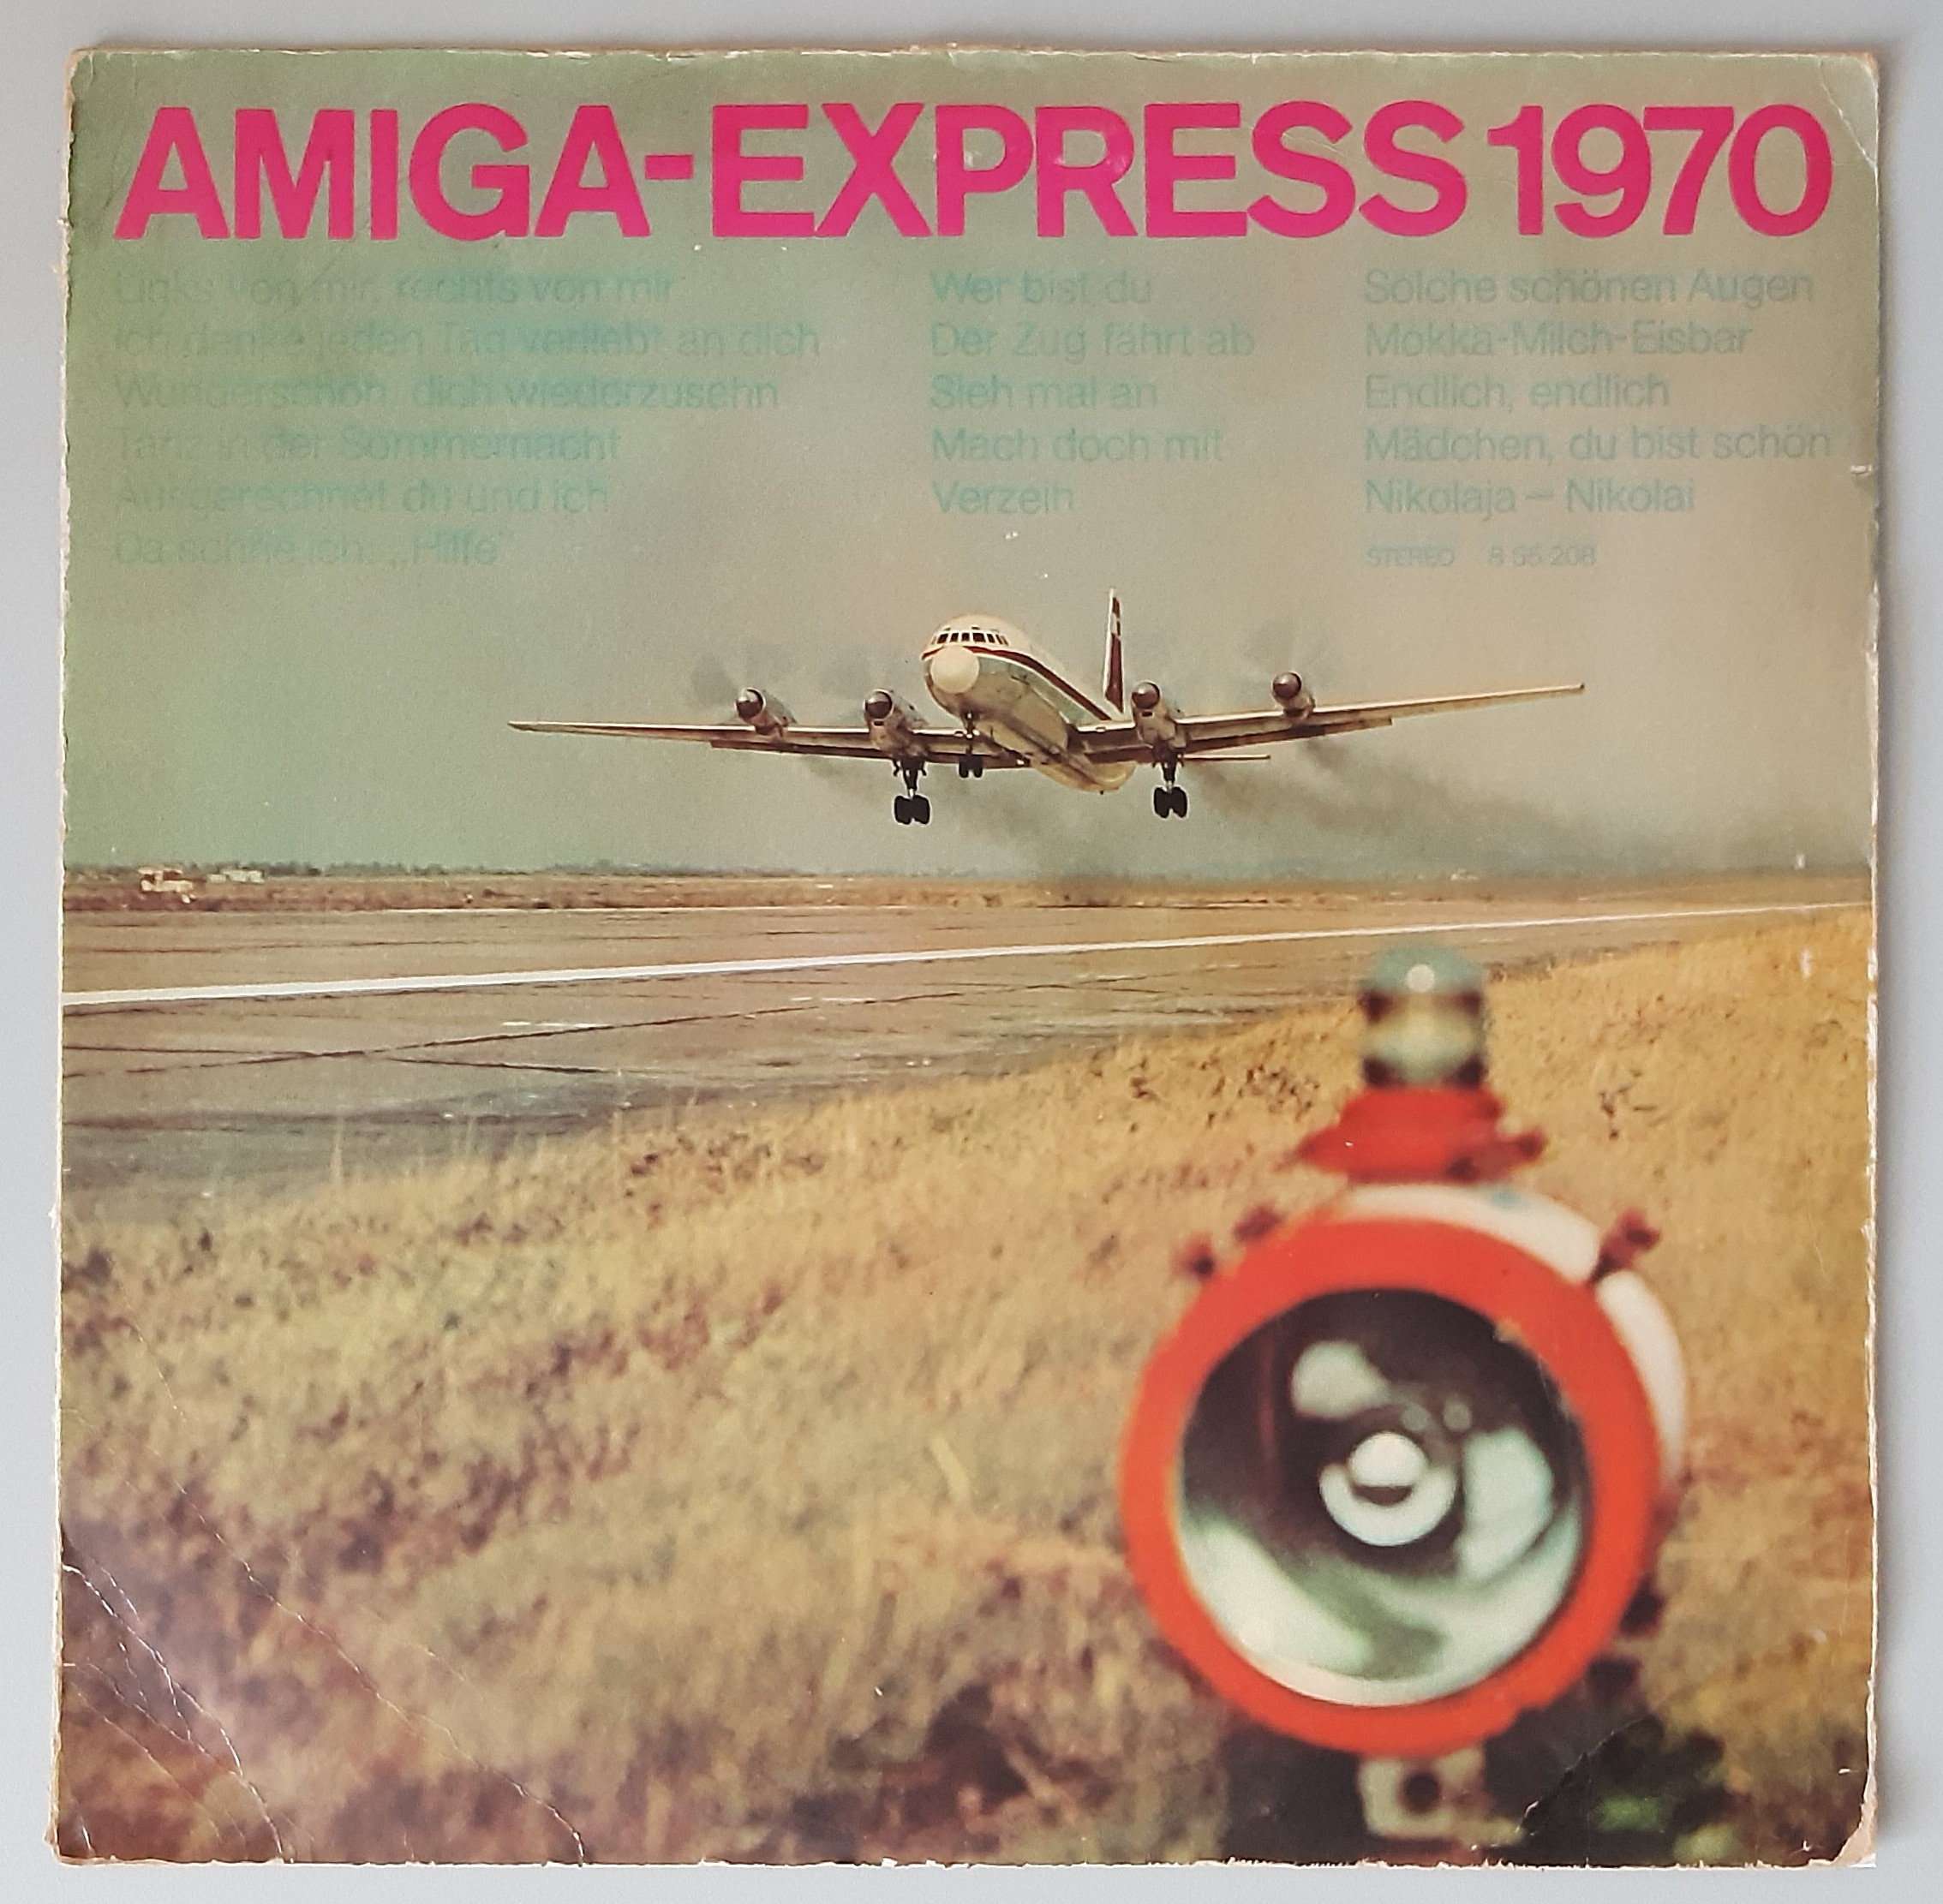 AMIGA-EXPRESS 1970
Links von mir, rechts von mir
Ich denke jeden Tag verliebt an dich
Wunderschön, dich wiederzusehn
Tanz in der Sommernacht
Ausgerechnet du und ich
Da schrie ich: „Hilfe“
Wer bist du
Der Zug fährt ab
Sieh mal an
Mach doch mit
Verzeih
Solche schönen Augen
Mokka-Milch-Eisbar
Endlich, endlich
Mädchen, du bist schön
Nikolaja – Nikolai
STEREO 8 55 208